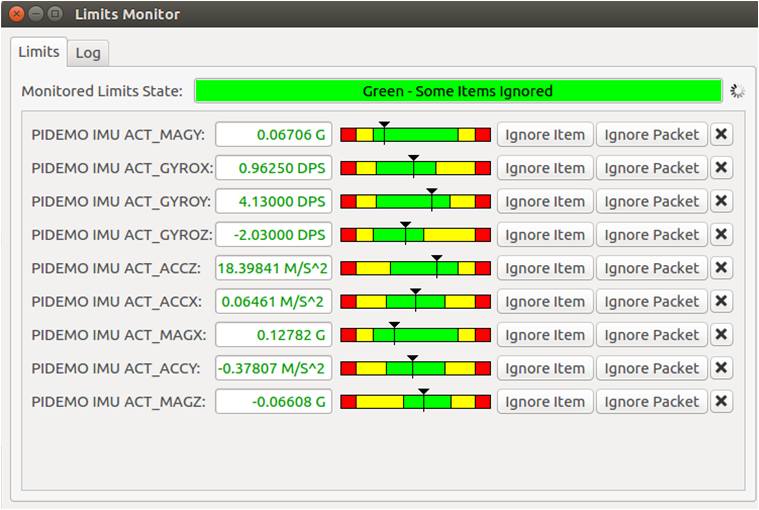 Limits Monitor
Limits Log
Monitored Limits State: Green - Some Items Ignored
PIDEMO IMU ACT_MAGY: 0.06706 G Ignore Item Ignore Packet
PIDEMO IMU ACT_GYROX: 0.96250 DPS Ignore Item Ignore Packet
PIDEMO IMU ACT_GYROY: 4.13000 DPS Ignore Item Ignore Packet
PIDEMO IMU ACT_GYROZ: -2.03000 DPS Ignore Item Ignore Packet
PIDEMO IMU ACT_ACCZ: 18.39841 M/S^2 Ignore Item Ignore Packet
PIDEMO IMU ACT_ACCX: 0.06461 M/S^2 Ignore Item Ignore Packet
PIDEMO IMU ACT_MAGX: 0.12782 G Ignore Item Ignore Packet
PIDEMO IMU ACT_ACCY: -0.37807 M/S^2 Ignore Item Ignore Packet
PIDEMO IMU ACT_MAGZ: -0.06608 G Ignore Item Ignore Packet